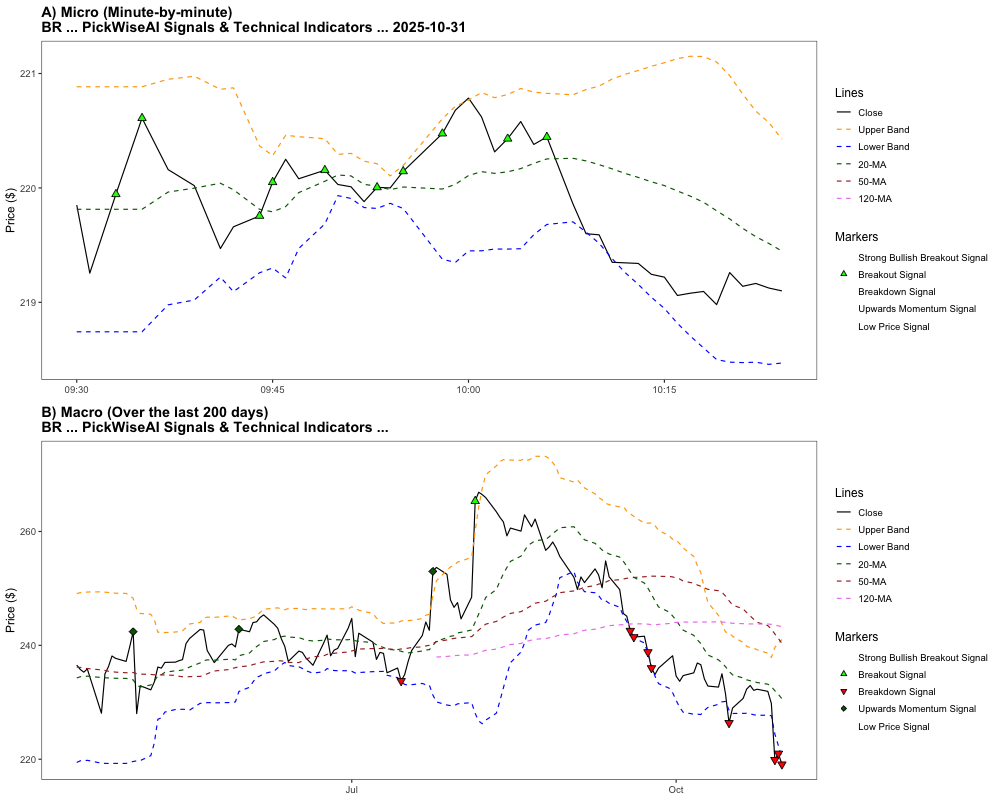 A) Micro (Minute-by-minute)
BR ... PickWiseAI Signals & Technical Indicators ... 2025-10-31
221
220
219
Price ($)
09:30
09:45
10:00
10:15
Lines
Close
Upper Band
Lower Band
20-MA
50-MA
120-MA
Markers
Strong Bullish Breakout Signal
Breakout Signal
Breakdown Signal
Upwards Momentum Signal
Low Price Signal
B) Macro (Over the last 200 days)
BR ... PickWiseAI Signals & Technical Indicators ...
260
240
220
Price ($)
Jul
Oct
Lines
Close
Upper Band
Lower Band
20-MA
50-MA
120-MA
Markers
Strong Bullish Breakout Signal
Breakout Signal
Breakdown Signal
Upwards Momentum Signal
Low Price Signal